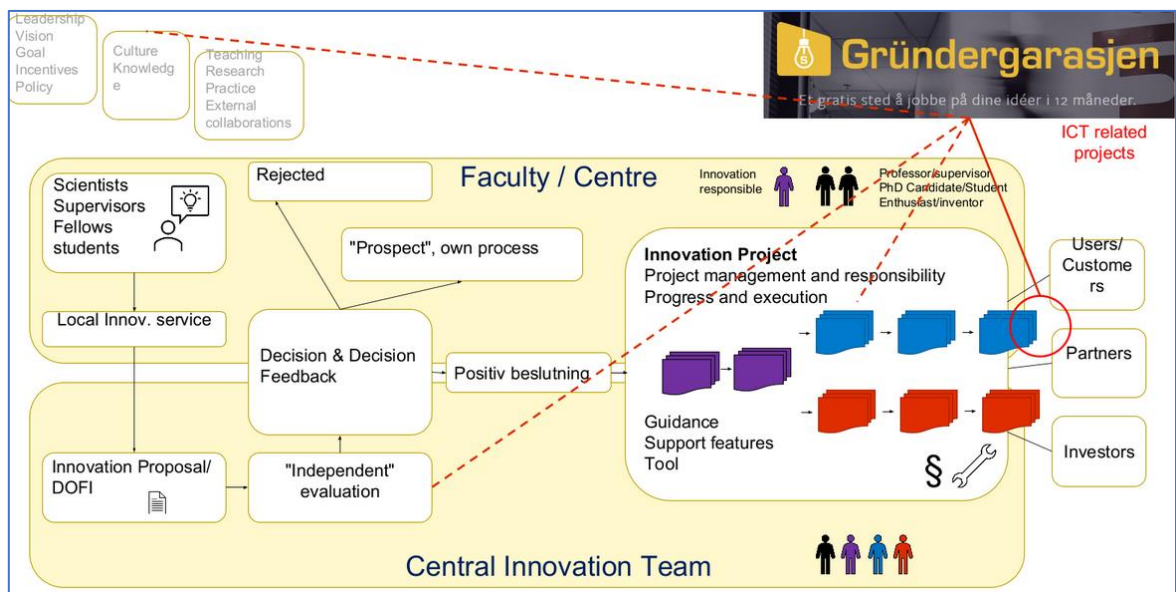 Leadership
Vision
Goal
Incentives
Policy
Culture
Knowledg
e
Teaching
Research
Practice
External
collaborations
S
Gründergarasjen
Et gratis sted å jobbe på dine idéer i 12 måneder.
ICT related
projects
Scientists
Supervisors
Fellows
students
Rejected
Faculty / Centre
Innovation
responsible
Professor/supervisor
PhD Candidate/Student
Enthusiast/inventor
"Prospect", own process
Local Innov. service
Decision & Decision
Feedback
Positiv beslutning
Innovation Project
Project management and responsibility
Progress and execution
Guidance
Support features
Tool
§
Users/
Custome
rs
Partners
Investors
Innovation Proposal/
DOFI
"Independent"
evaluation
Central Innovation Team